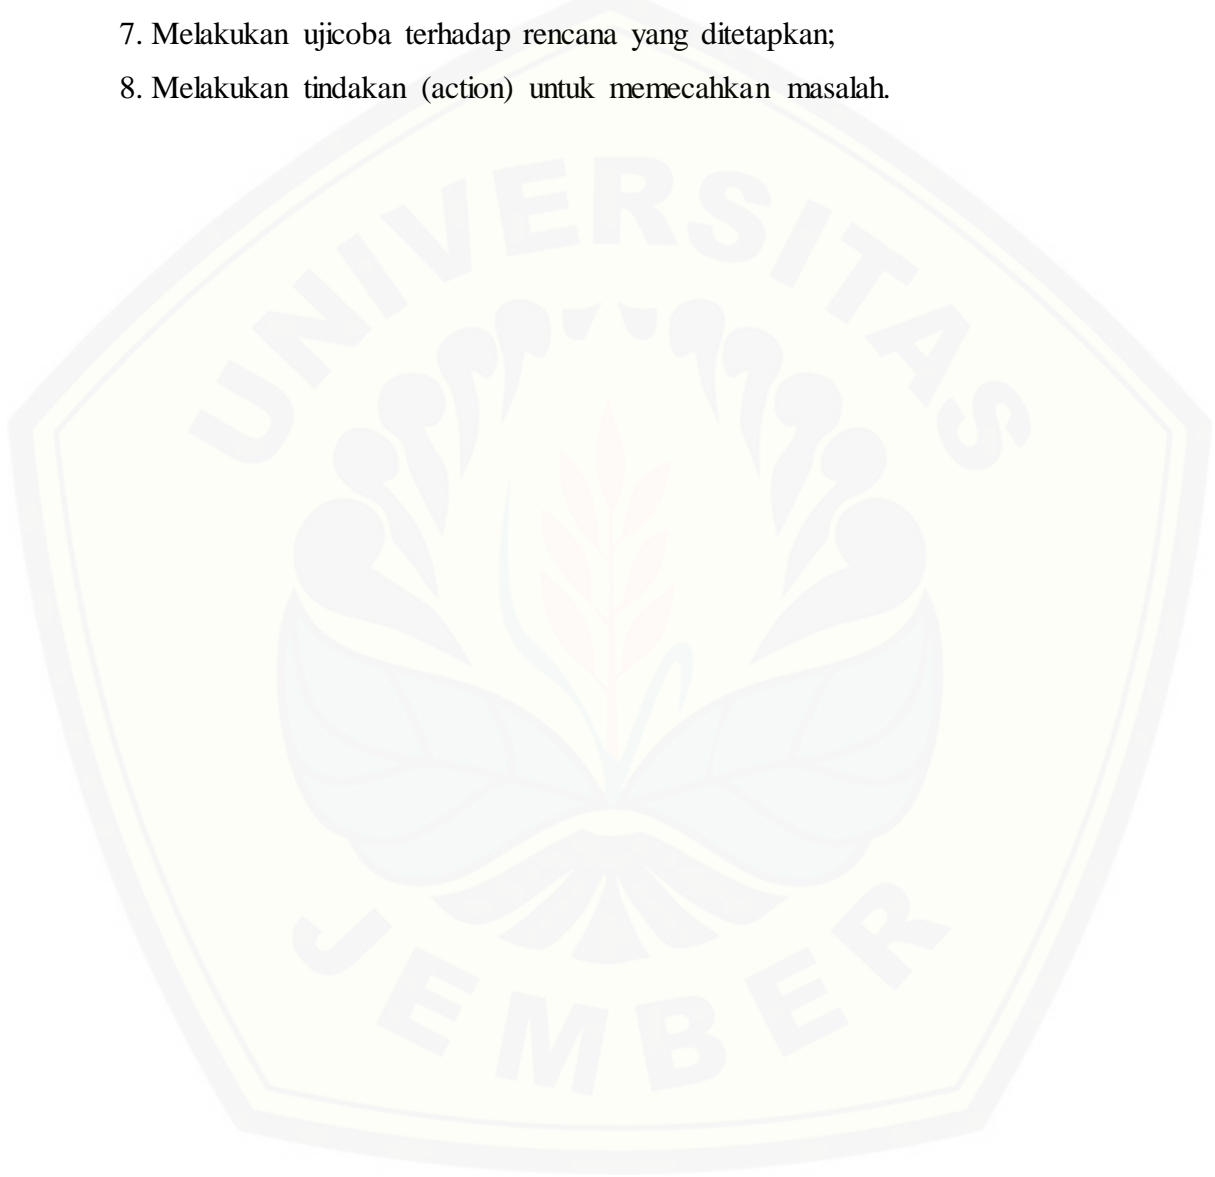 7. Melakukan ujicoba terhadap rencana yang ditetapkan;
8. Melakukan tindakan (action) untuk memecahkan masalah.
UNIVERSITAS
JEMBER